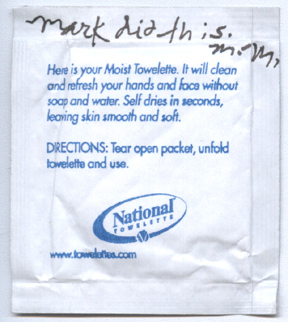 mark did this.
m.m.
Here is your Moist Towelette. It will clean
and refresh your hands and face without
soap and water. Self dries in seconds,
leaving skin smooth and soft.
DIRECTIONS: Tear open packet, unfold
towelette and use.
National
TOWELETTE
www.towelettes.com